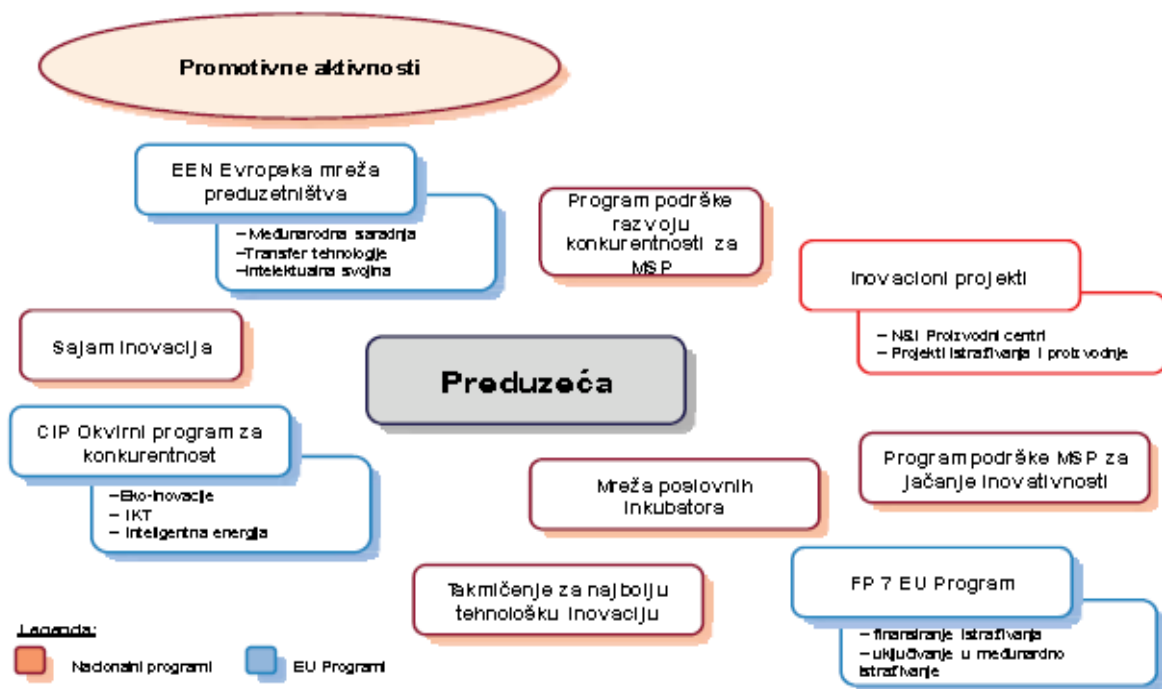 Promotivne aktivnosti
EEN Evropska mreža
preduzetništva
–Međunarodna saradnja
–Transfer tehnologije
–Intelektualna svojina
Program podrške
razvoju
konkurentnosti za
MSP
Inovacioni projekti
– N&I Proizvodni centri
– Projekti istraživanja i proizvodnje
Sajam inovacija
Preduzeća
CIP Okvirni program za
konkurentnost
–Eko-inovacije
– IKT
– Inteligentna energija
Mreža poslovnih
inkubatora
Program podrške MSP za
jačanje inovativnosti
Takmičenje za najbolju
tehnološku inovaciju
FP 7 EU Program
– finansiranje istraživanja
– uključivanje u međunardno
istraživanje
Legenda:
Nacionalni programi
EU Programi